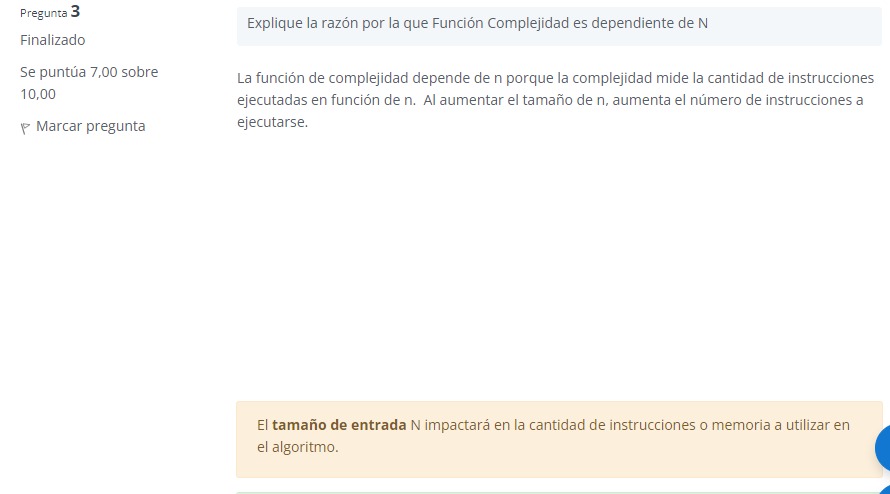 Pregunta 3
Finalizado
Se puntúa 7,00 sobre
10,00
Marcar pregunta
Explique la razón por la que Función Complejidad es dependiente de N
La función de complejidad depende de n porque la complejidad mide la cantidad de instrucciones
ejecutadas en función de n.  Al aumentar el tamaño de n, aumenta el número de instrucciones a
ejecutarse.
El tamaño de entrada N impactará en la cantidad de instrucciones o memoria a utilizar en
el algoritmo.